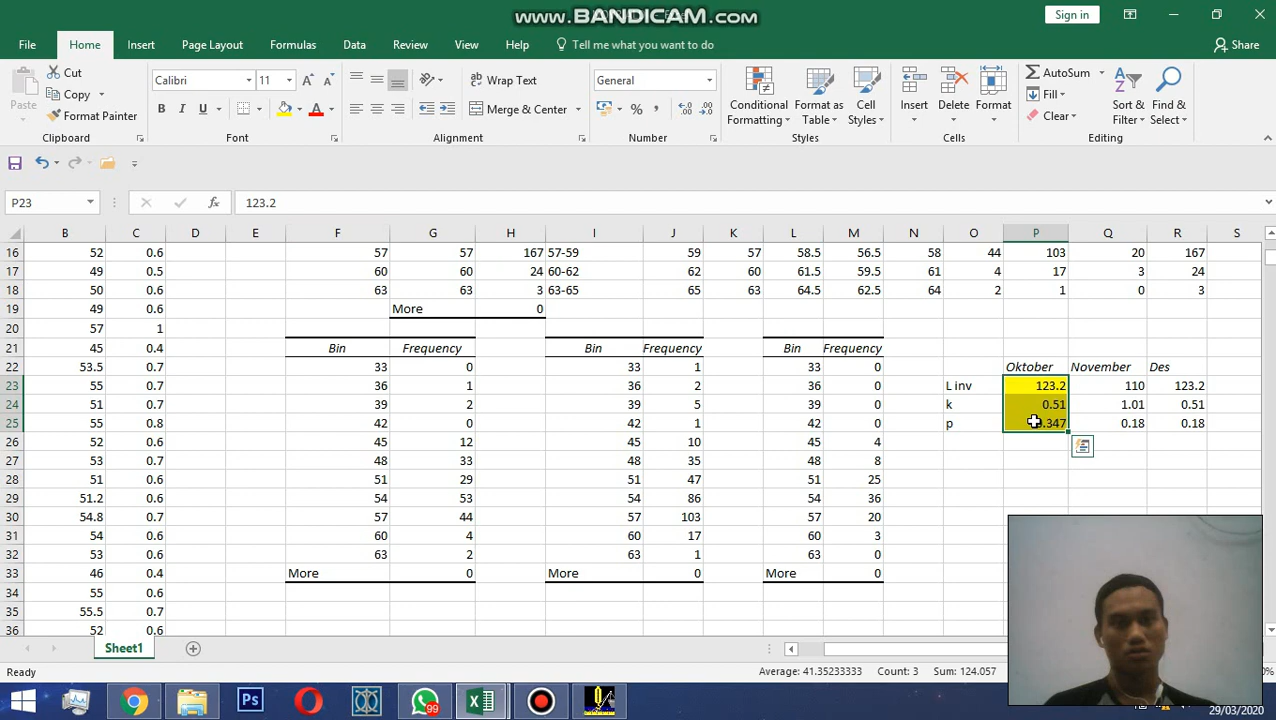 www.BANDICAM.com
Sign in
File Home Insert Page Layout Formulas Data Review View Help Tell me what you want to do Share
Cut
Copy
Format Painter
Paste
Calibri 11
B I U
Wrap Text
Merge & Center
General
Conditional Formatting
Format as Table
Cell Styles
Insert Delete Format
AutoSum
Fill
Clear
Sort & Filter
Find & Select
Clipboard Font Alignment Number Styles Cells Editing
P23 fx 123.2
B C D E F G H I J K L M N O P Q R S
16 52 0.6 57 57 167 57-59 59 57 58.5 56.5 58 44 103 20 167
17 49 0.5 60 60 24 60-62 62 60 61.5 59.5 61 4 17 3 24
18 50 0.6 63 63 3 63-65 65 63 64.5 62.5 64 2 1 0 3
19 49 0.6 More 0
20 57 1
21 45 0.4 Bin Frequency Bin Frequency Bin Frequency
22 53.5 0.7 33 0 33 1 33 0 Oktober November Des
23 55 0.7 36 1 36 2 36 0 L inv 123.2 110 123.2
24 51 0.7 39 2 39 5 39 0 k 0.51 1.01 0.51
25 55 0.8 42 0 42 1 42 0 p .347 0.18 0.18
26 52 0.6 45 12 45 10 45 4
27 53 0.7 48 33 48 35 48 8
28 51 0.6 51 29 51 47 51 25
29 51.2 0.6 54 53 54 86 54 36
30 54.8 0.7 57 44 57 103 57 20
31 54 0.6 60 4 60 17 60 3
32 53 0.6 63 2 63 1 63 0
33 46 0.4 More 0 More 0 More 0
34 55 0.6
35 55.5 0.7
36 52 0.6
Sheet1
Average: 41.35233333 Count: 3 Sum: 124.057
Ps 99
29/03/2020